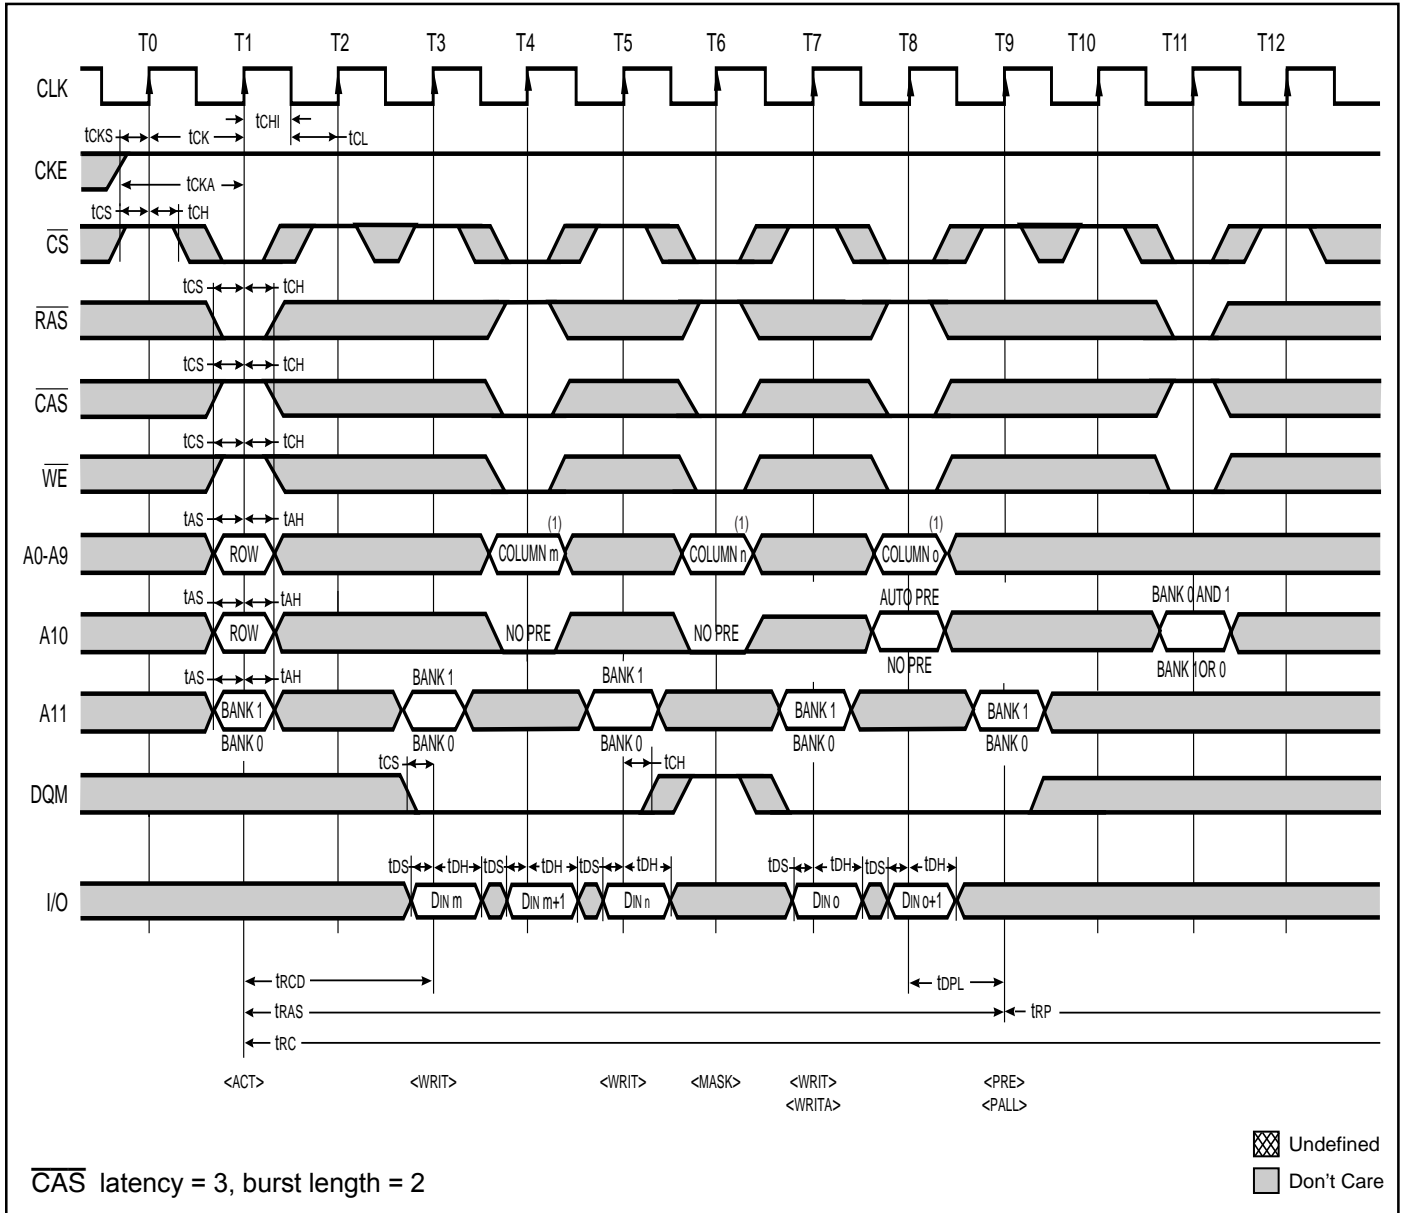 T0 T1 T2 T3 T4 T5 T6 T7 T8 T9 T10 T11 T12
CLK
tCHI
tCKS tCK tCL
CKE
tCKA
tCS tCH
CS
tCS tCH
RAS
tCS tCH
CAS
tCS tCH
WE
tAS tAH (1) (1) (1)
A0-A9 ROW COLUMN m COLUMN n COLUMN o
tAS tAH AUTO PRE BANK 0 AND 1
A10 ROW NO PRE NO PRE
NO PRE BANK 1 OR 0
tAS tAH BANK 1 BANK 1
A11 BANK 1 BANK 1 BANK 1
BANK 0 BANK 0 BANK 0 BANK 0 BANK 0
tCS tCH
DQM
tDS tDH tDS tDH tDS tDH tDS tDH tDS tDH
I/O DIN m DIN m+1 DIN n DIN o DIN o+1
tRCD tDPL
tRAS tRP
tRC
<ACT> <WRIT> <WRIT> <MASK> <WRIT> <PRE>
<WRITA> <PALL>
Undefined
CAS latency = 3, burst length = 2 Don't Care